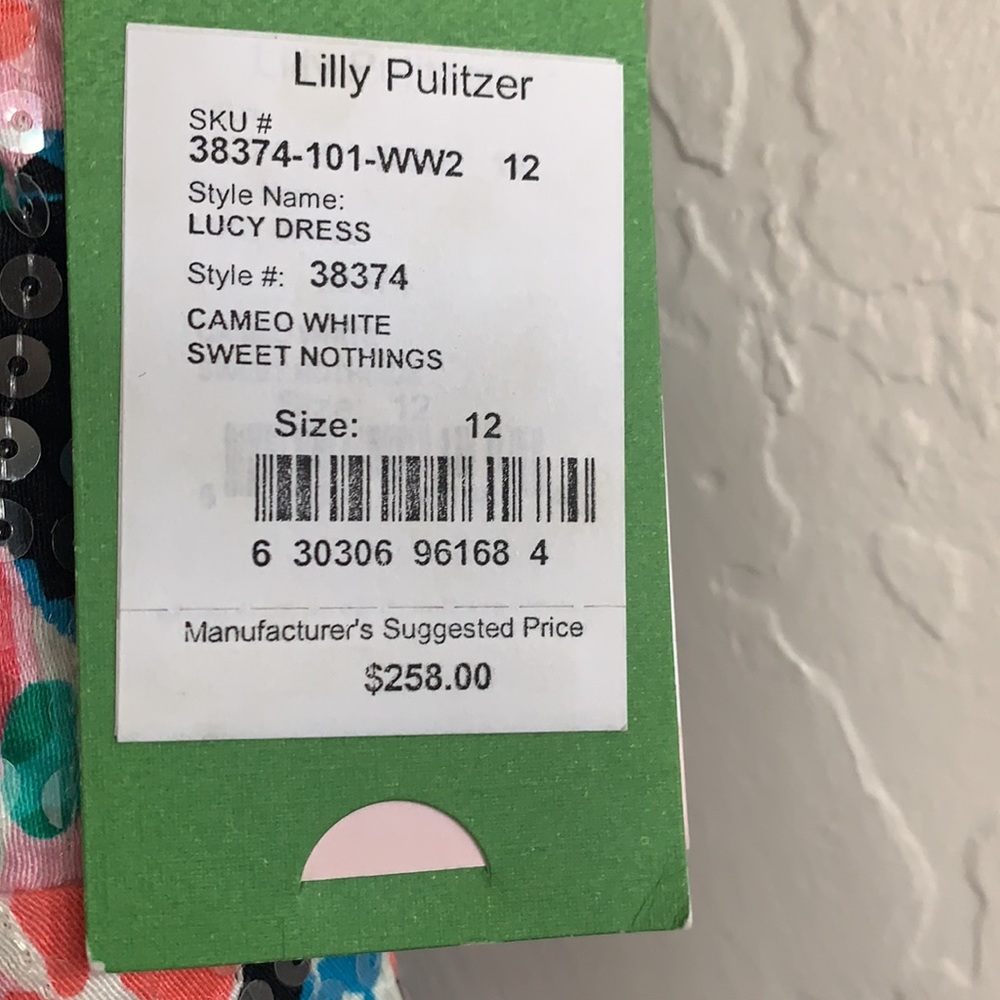 Lilly Pulitzer
SKU #
38374-101-WW2 12
Style Name:
LUCY DRESS
Style #: 38374
CAMEO WHITE
SWEET NOTHINGS
Size: 12
6 30306 96168 4
Manufacturer's Suggested Price
$258.00